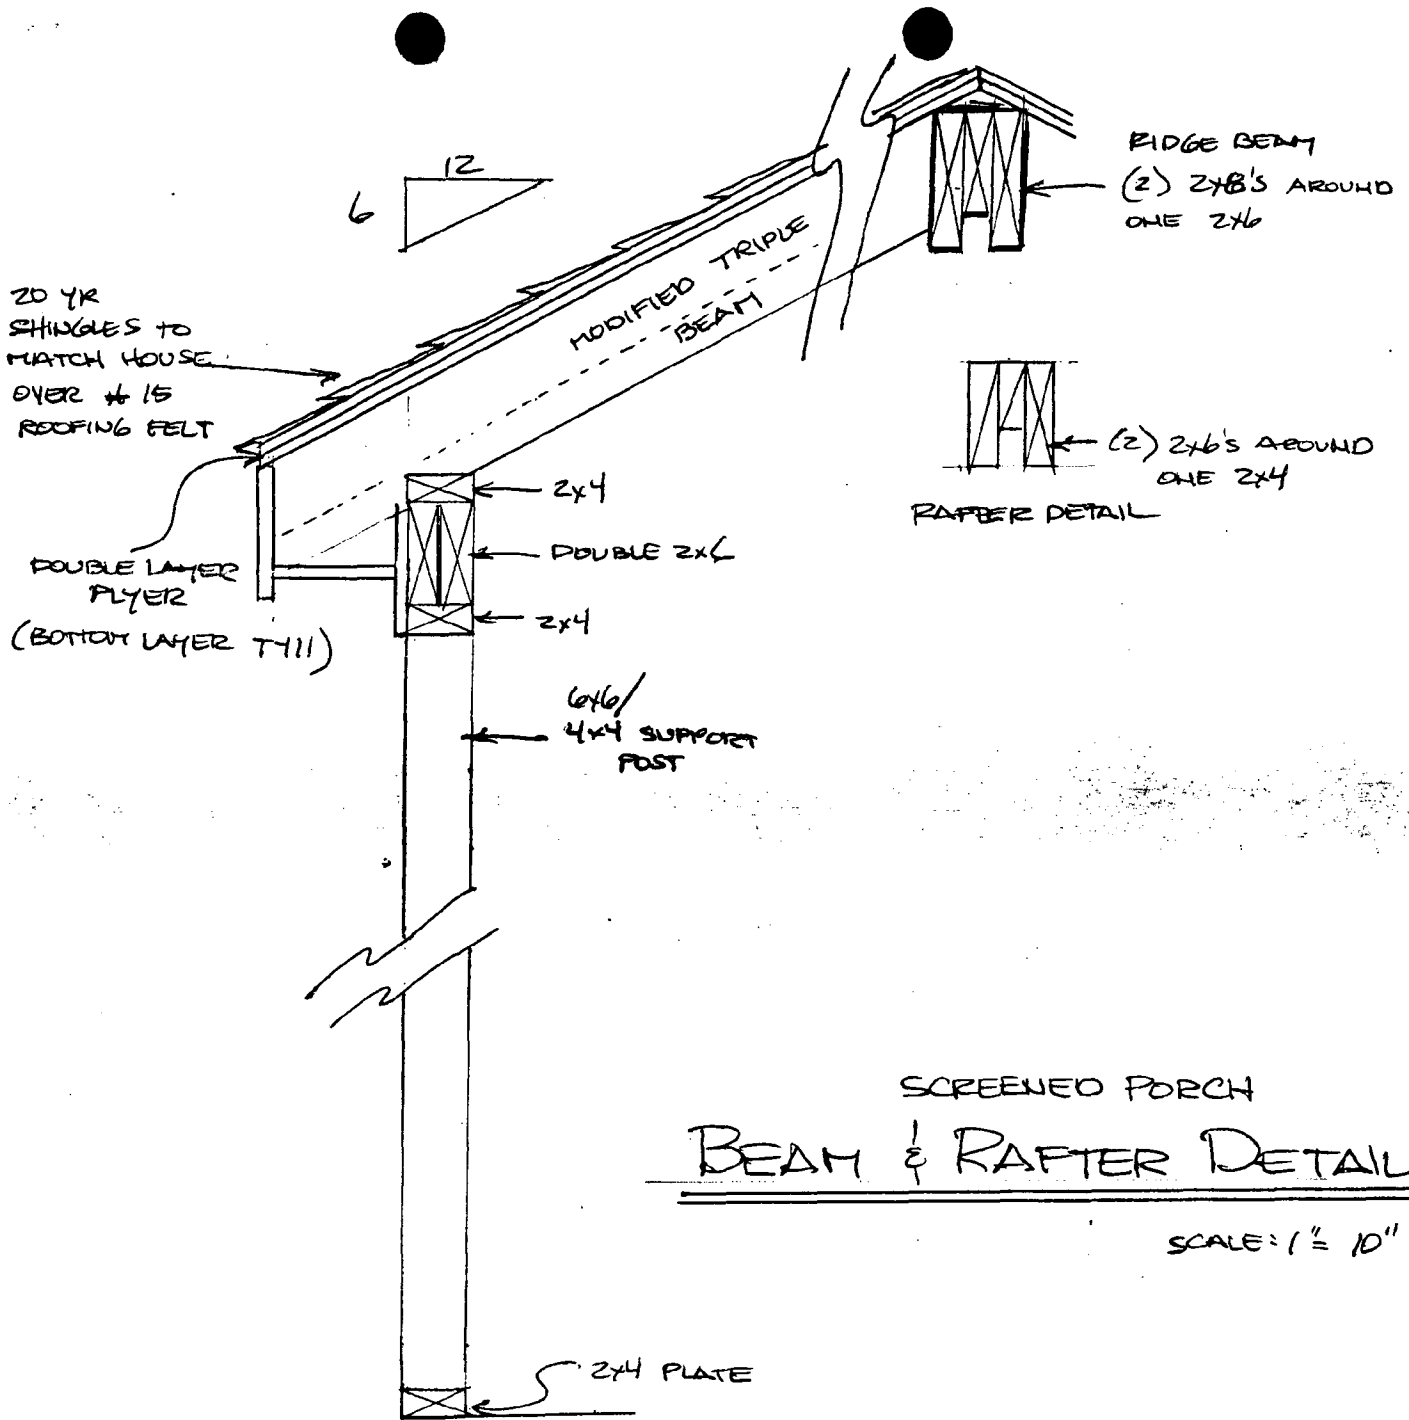 12
6
RIDGE BEAM
(2) 2x8's AROUND
ONE 2x6
MODIFIED TRIPLE
BEAM
20 YR
SHINGLES TO
MATCH HOUSE
OVER # 15
ROOFING FELT
(2) 2x6's AROUND
ONE 2x4
RAFTER DETAIL
2x4
DOUBLE 2x6
DOUBLE LAYER
PLYER
(BOTTOM LAYER T111)
2x4
6x6/
4x4 SUPPORT
POST
SCREENED PORCH
BEAM & RAFTER DETAIL
SCALE: 1" = 10"
2x4 PLATE